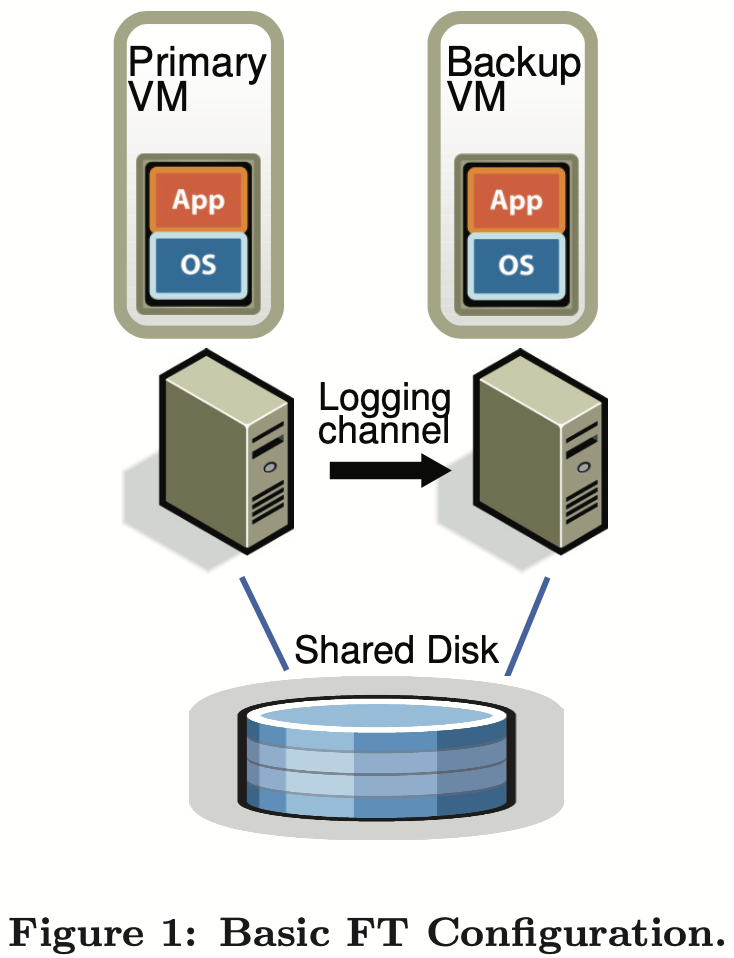 Primary
VM
Backup
VM
App
OS
App
OS
Logging
channel
Shared Disk
Figure 1: Basic FT Configuration.